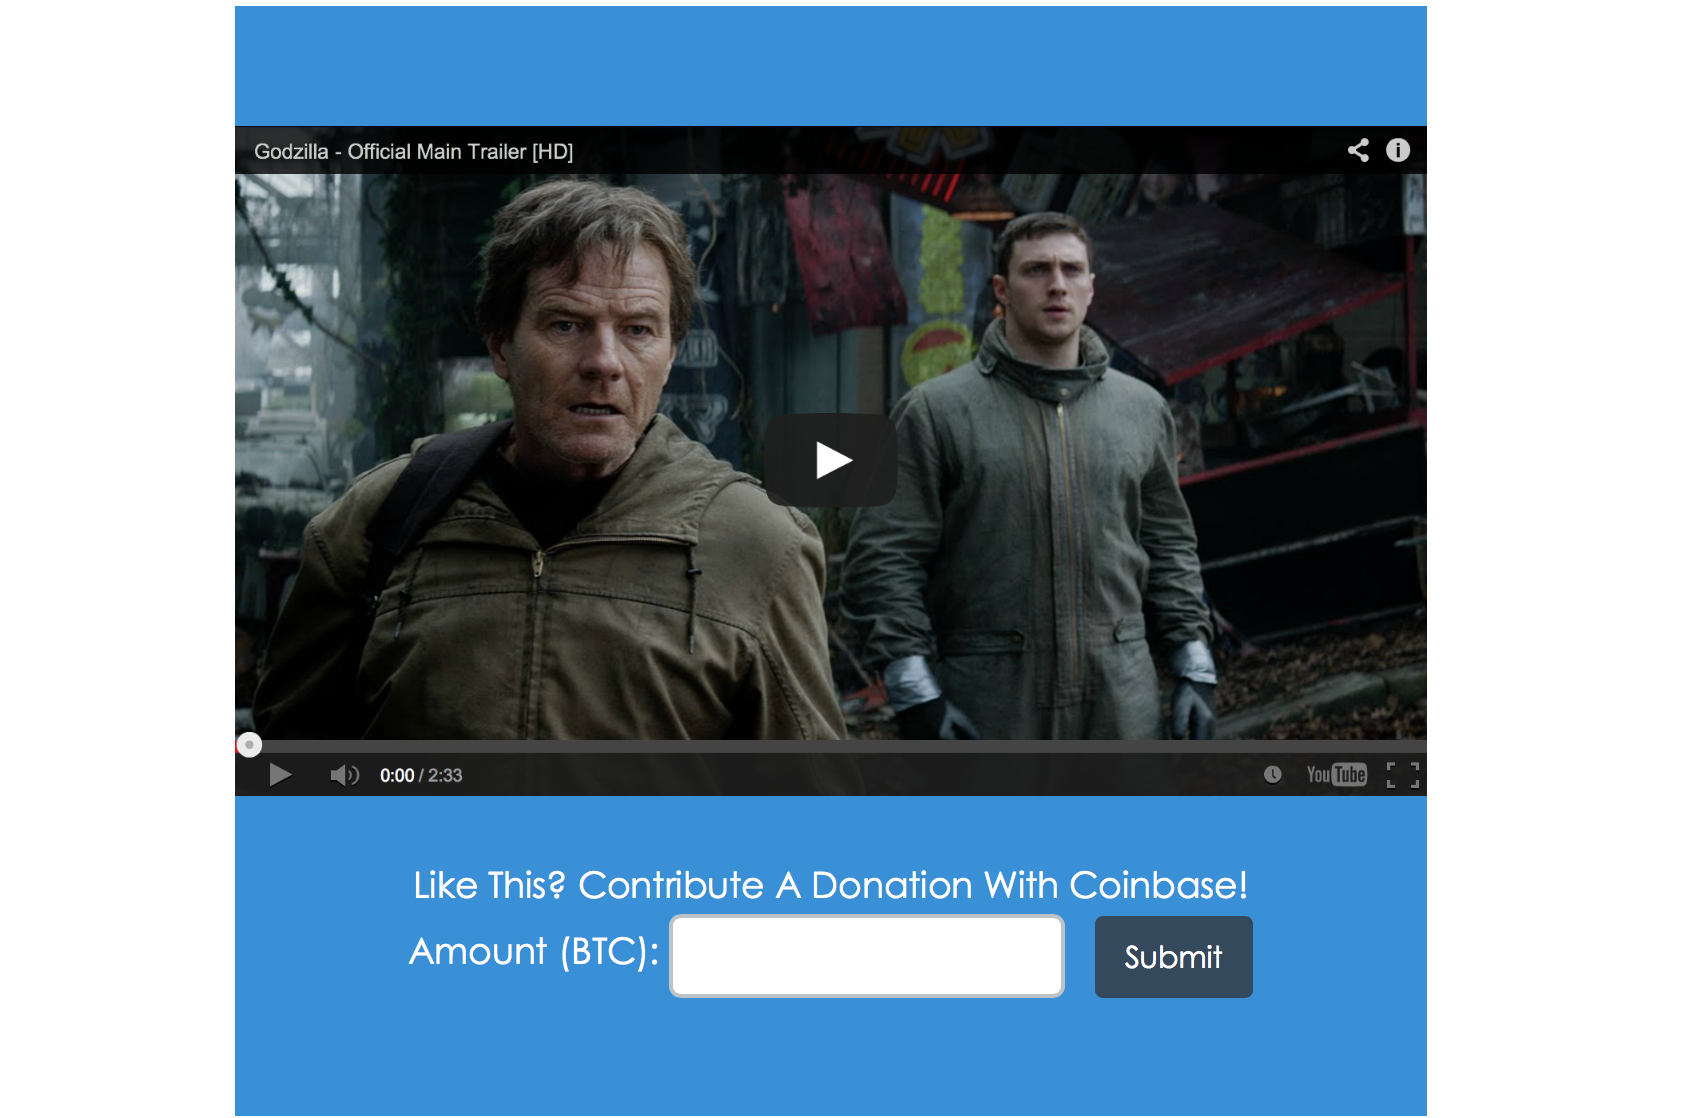 Godzilla - Official Main Trailer [HD]
0:00 / 2:33
YouTube
Like This? Contribute A Donation With Coinbase!
Amount (BTC):
Submit